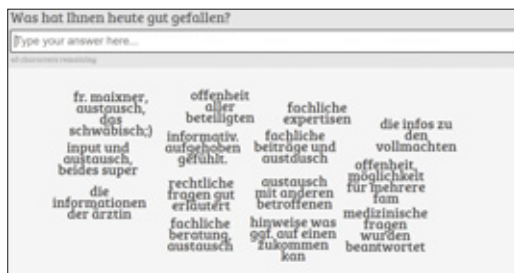 Was hat Ihnen heute gut gefallen?
Type your answer here...
characters remaining
fr. maixner,
austausch,
das
schwäbisch;)
offenheit
aller
beteiligten
fachliche
expertisen
die infos zu
den
vollmachten
input und
austausch,
beides super
informativ.
aufgehoben
gefühlt.
fachliche
beiträge und
austausch
offenheit,
möglichkeit
für mehrere
fam
die
informationen
der ärztin
rechtliche
fragen gut
erläutert
austausch
mit anderen
betroffenen
medizinische
fragen
wurden
beantwortet
fachliche
beratung,
austausch
hinweise was
ggf. auf einen
zukommen
kan